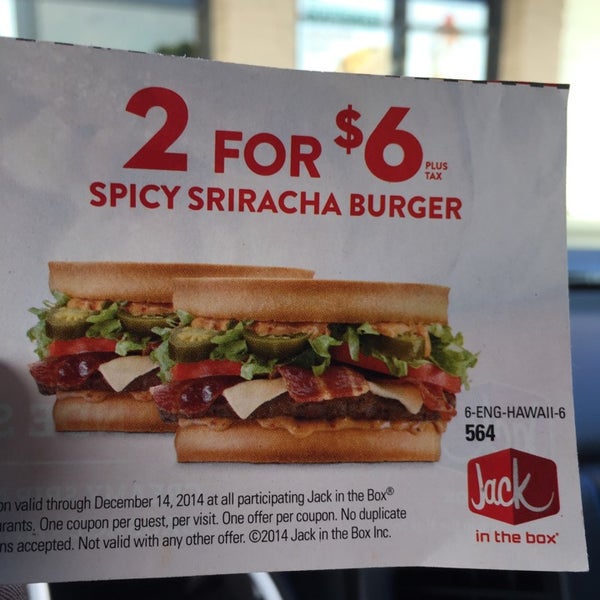 2 FOR $6 PLUS TAX
SPICY SRIRACHA BURGER
6-ENG-HAWAII-6
564
Jack
in the box®
on valid through December 14, 2014 at all participating Jack in the Box®
rants. One coupon per guest, per visit. One offer per coupon. No duplicate
ns accepted. Not valid with any other offer. ©2014 Jack in the Box Inc.